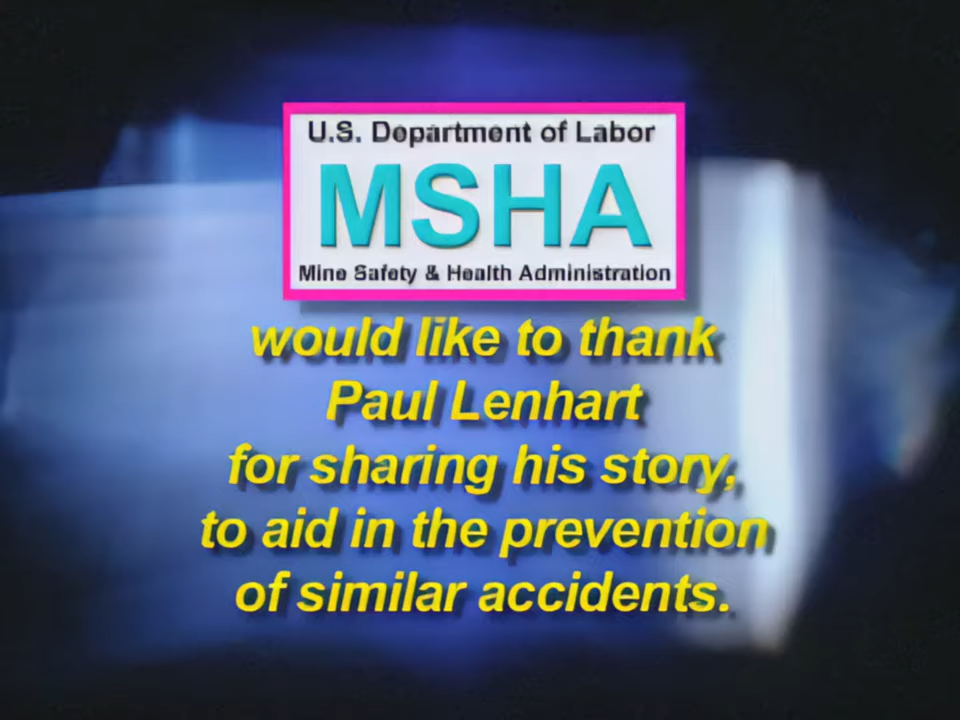 U.S. Department of Labor
MSHA
Mine Safety & Health Administration
would like to thank
Paul Lenhart
for sharing his story,
to aid in the prevention
of similar accidents.